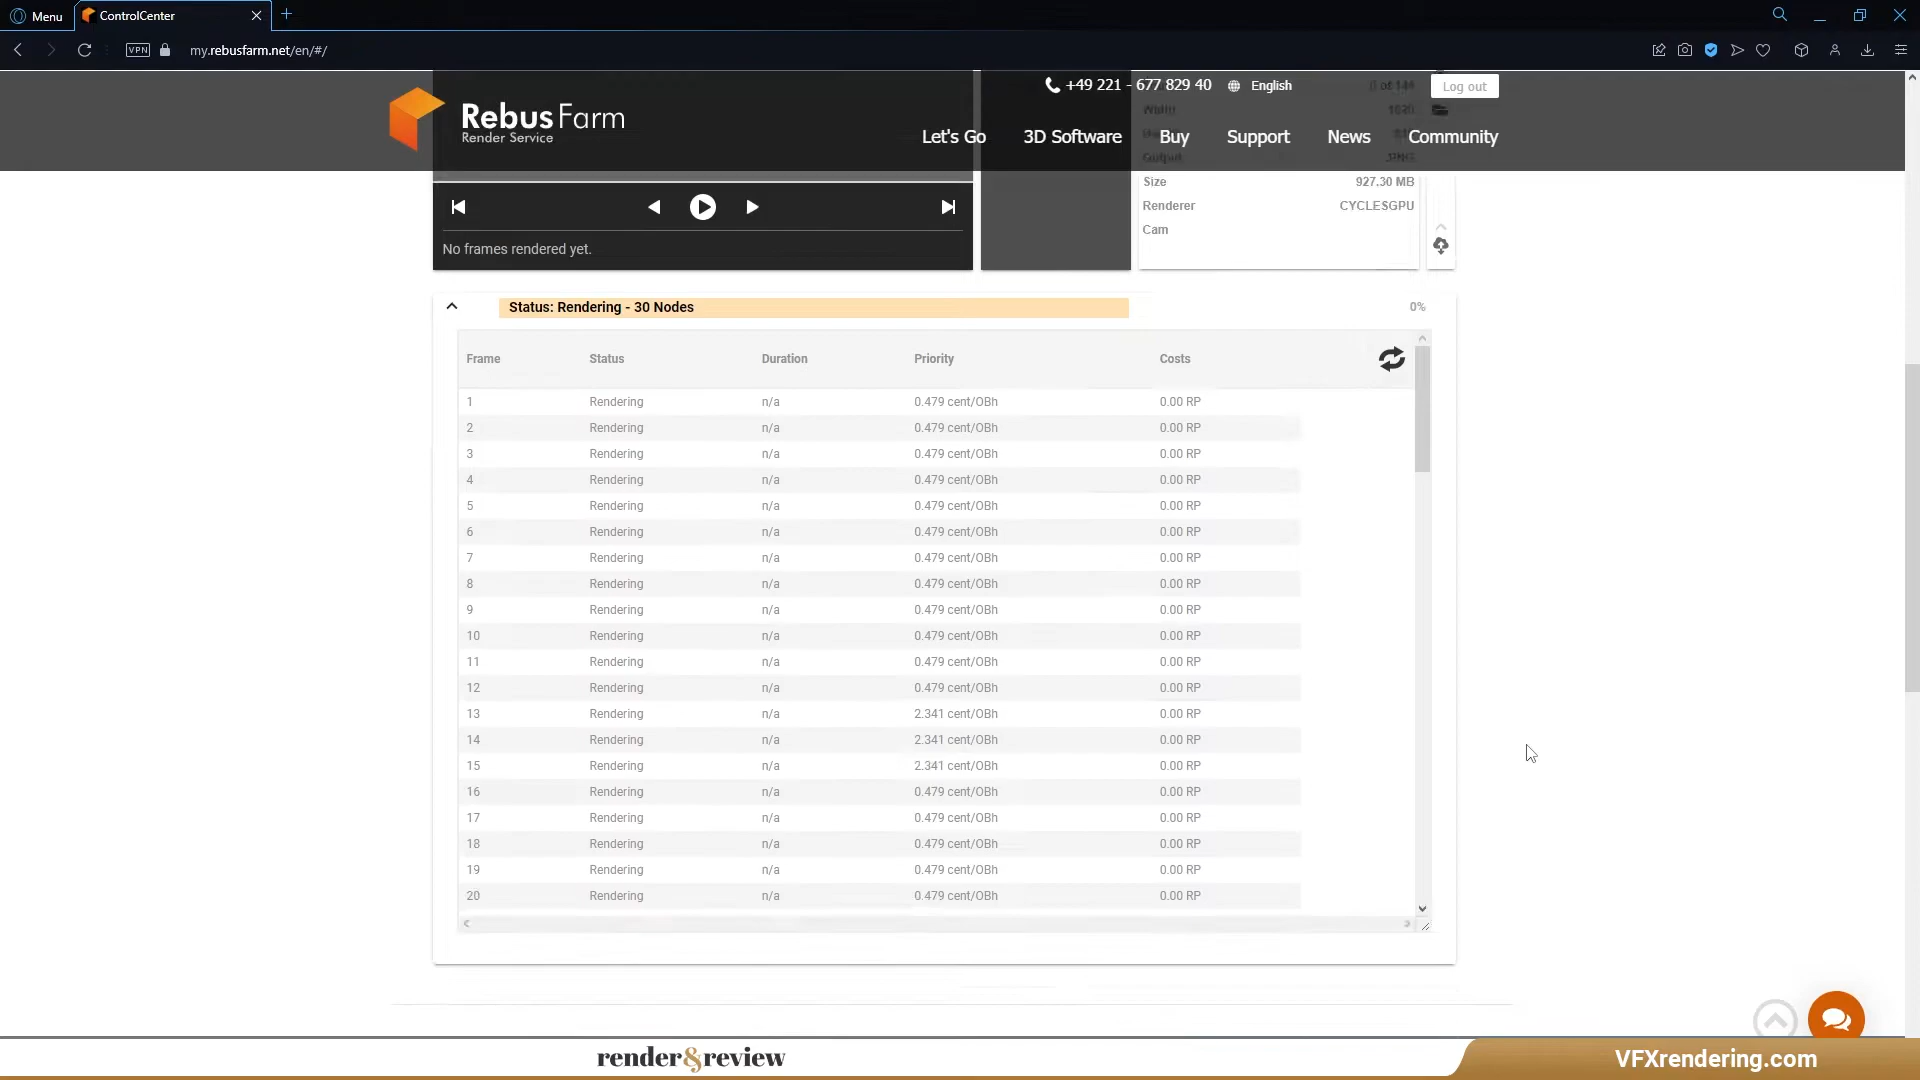 Menu
ControlCenter
VPN
my.rebusfarm.net/en/#/
RebusFarm
Render Service
+49 221 - 677 829 40
English
Log out
Let's Go
3D Software
Buy
Support
News
Community
Width
Output
Size 927.30 MB
Renderer CYCLESGPU
Cam
No frames rendered yet.
Status: Rendering - 30 Nodes 0%
Frame Status Duration Priority Costs
1 Rendering n/a 0.479 cent/OBh 0.00 RP
2 Rendering n/a 0.479 cent/OBh 0.00 RP
3 Rendering n/a 0.479 cent/OBh 0.00 RP
4 Rendering n/a 0.479 cent/OBh 0.00 RP
5 Rendering n/a 0.479 cent/OBh 0.00 RP
6 Rendering n/a 0.479 cent/OBh 0.00 RP
7 Rendering n/a 0.479 cent/OBh 0.00 RP
8 Rendering n/a 0.479 cent/OBh 0.00 RP
9 Rendering n/a 0.479 cent/OBh 0.00 RP
10 Rendering n/a 0.479 cent/OBh 0.00 RP
11 Rendering n/a 0.479 cent/OBh 0.00 RP
12 Rendering n/a 0.479 cent/OBh 0.00 RP
13 Rendering n/a 2.341 cent/OBh 0.00 RP
14 Rendering n/a 2.341 cent/OBh 0.00 RP
15 Rendering n/a 2.341 cent/OBh 0.00 RP
16 Rendering n/a 0.479 cent/OBh 0.00 RP
17 Rendering n/a 0.479 cent/OBh 0.00 RP
18 Rendering n/a 0.479 cent/OBh 0.00 RP
19 Rendering n/a 0.479 cent/OBh 0.00 RP
20 Rendering n/a 0.479 cent/OBh 0.00 RP
render&review
VFXrendering.com